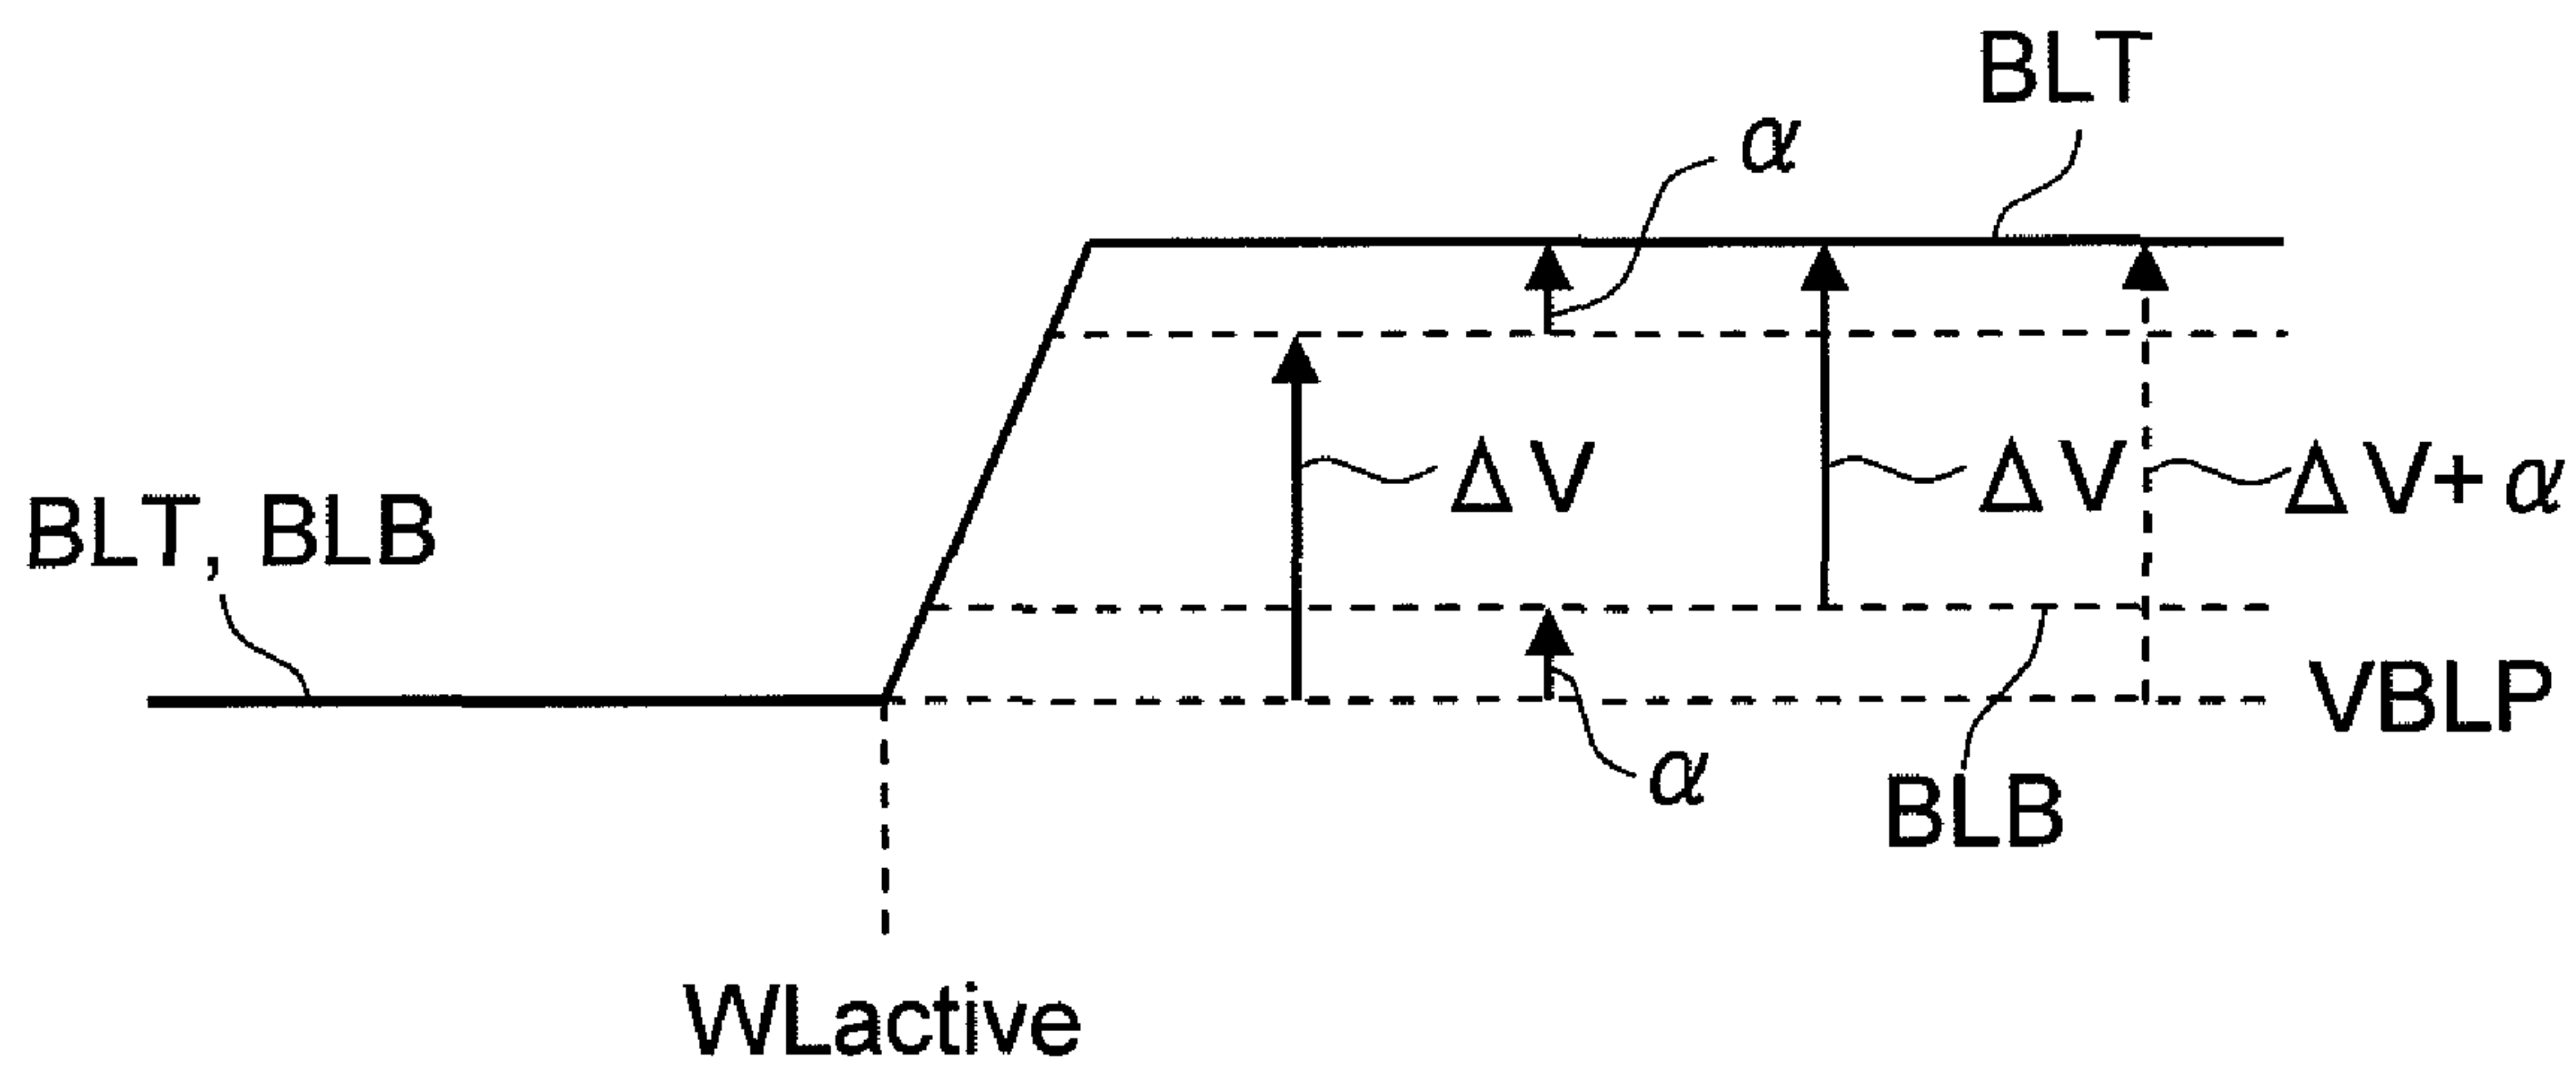 BLT
α
ΔV
ΔV
ΔV+α
BLT, BLB
VBLP
α
BLB
WLactive